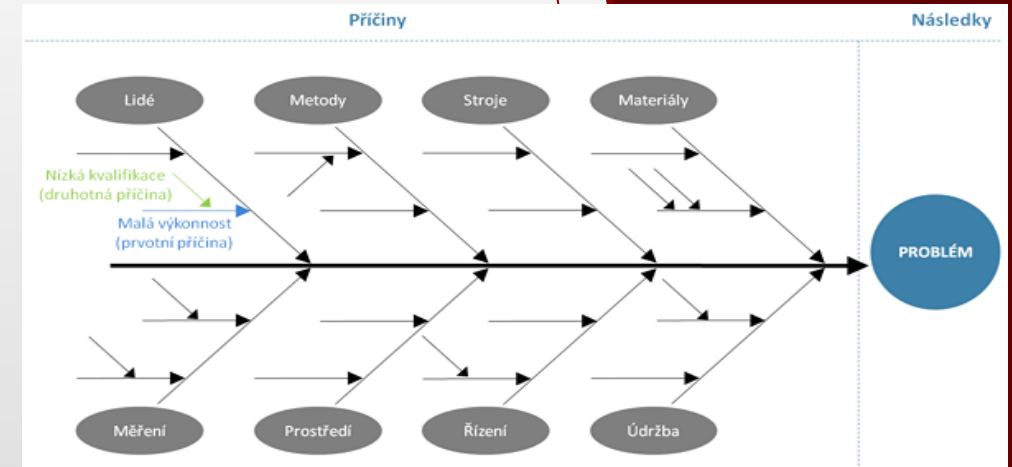 Příčiny
Následky
Lidé
Metody
Stroje
Materiály
Nízká kvalifikace
(druhotná příčina)
Malá výkonnost
(prvotní příčina)
PROBLÉM
Měření
Prostředí
Řízení
Údržba